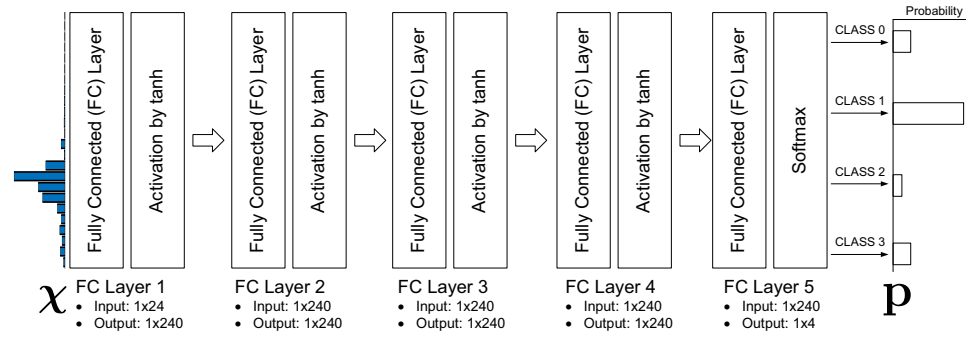 Probability
Fully Connected (FC) Layer
Activation by tanh
Fully Connected (FC) Layer
Activation by tanh
Fully Connected (FC) Layer
Activation by tanh
Fully Connected (FC) Layer
Activation by tanh
Fully Connected (FC) Layer
Softmax
CLASS 0
CLASS 1
CLASS 2
CLASS 3
χ
FC Layer 1
• Input: 1x24
• Output: 1x240
FC Layer 2
• Input: 1x240
• Output: 1x240
FC Layer 3
• Input: 1x240
• Output: 1x240
FC Layer 4
• Input: 1x240
• Output: 1x240
FC Layer 5
• Input: 1x240
• Output: 1x4
p